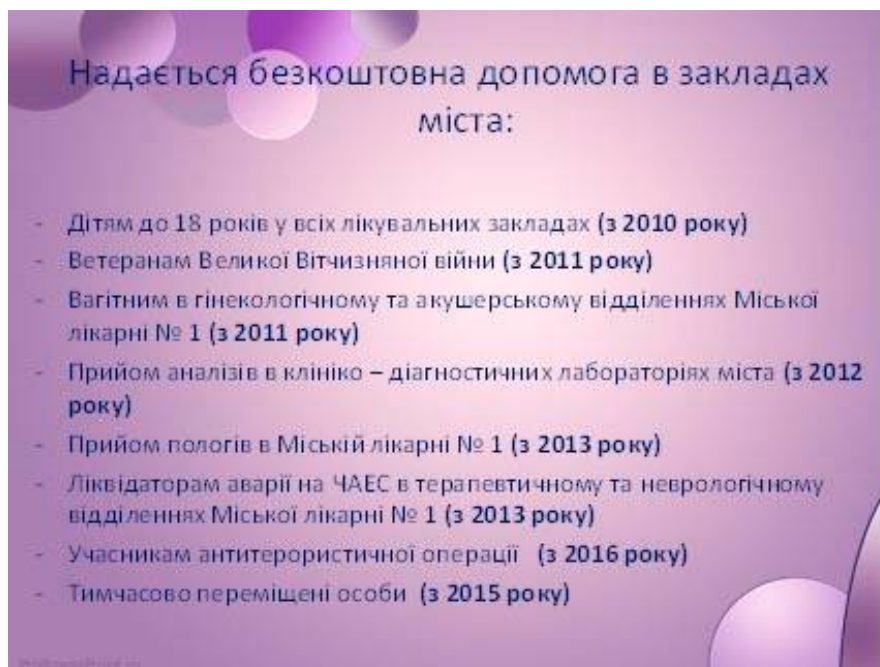 Надається безкоштовна допомога в закладах
міста:
- Дітям до 18 років у всіх лікувальних закладах (з 2010 року)
- Ветеранам Великої Вітчизняної війни (з 2011 року)
- Вагітним в гінекологічному та акушерському відділеннях Міської
лікарні № 1 (з 2011 року)
- Прийом аналізів в клініко – діагностичних лабораторіях міста (з 2012
року)
- Прийом пологів в Міській лікарні № 1 (з 2013 року)
- Ліквідаторам аварії на ЧАЕС в терапевтичному та неврологічному
відділеннях Міської лікарні № 1 (з 2013 року)
- Учасникам антитерористичної операції (з 2016 року)
- Тимчасово переміщені особи (з 2015 року)